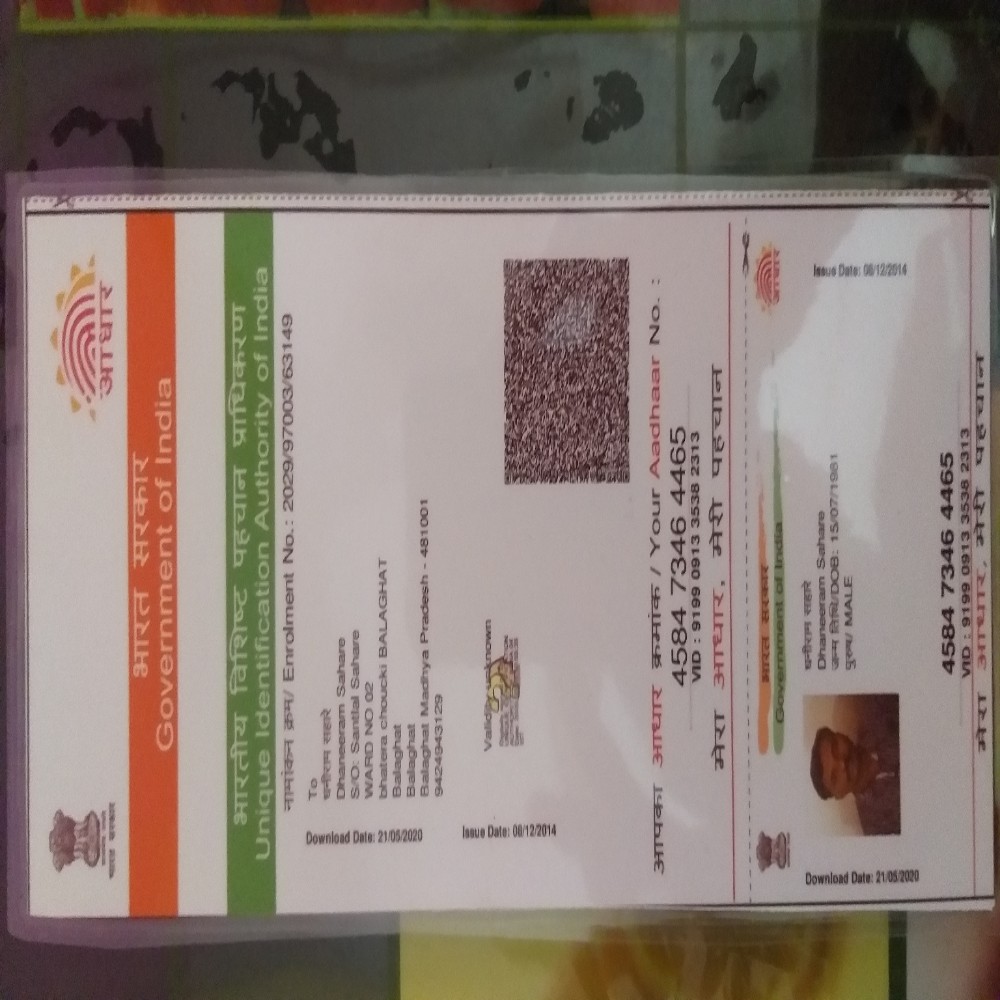 आधार
भारत सरकार
भारत सरकार
Government of India
भारतीय विशिष्ट पहचान प्राधिकरण
Unique Identification Authority of India
नामांकन क्रम/ Enrolment No.: 2029/97003/63149
To
धनीराम सहारे
Dhaneeram Sahare
S/O: Santlal Sahare
WARD NO 02
bhatera choucki BALAGHAT
Balaghat
Balaghat
Balaghat Madhya Pradesh - 481001
9424943129
Download Date: 21/05/2020
Issue Date: 08/12/2014
आपका आधार क्रमांक / Your Aadhaar No. :
4584 7346 4465
VID : 9199 0913 3538 2313
मेरा आधार, मेरी पहचान
आधार
भारत सरकार
Government of India
Issue Date: 08/12/2014
Download Date: 21/05/2020
धनीराम सहारे
Dhaneeram Sahare
जन्म तिथि/DOB: 15/07/1981
पुरुष/ MALE
4584 7346 4465
VID : 9199 0913 3538 2313
मेरा आधार, मेरी पहचान